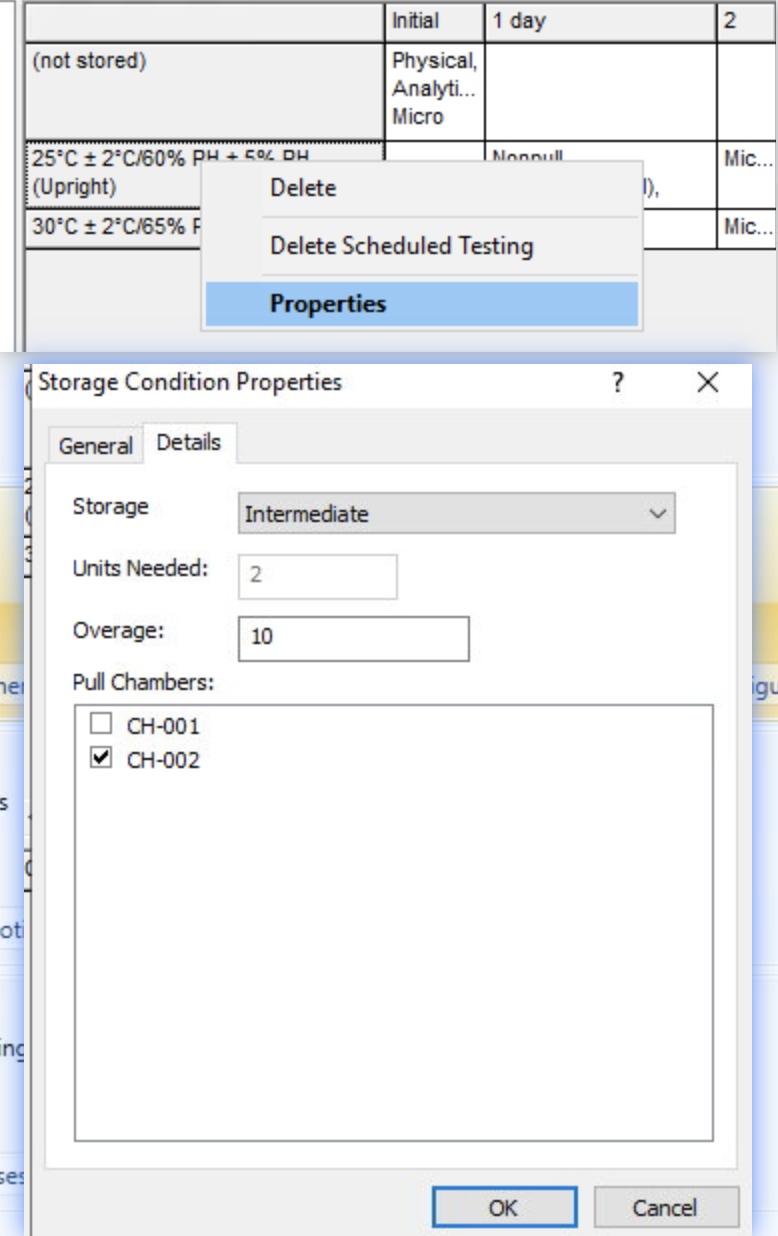 Initial 1 day 2
(not stored) Physical,
Analyti...
Micro
25°C ± 2°C/60% RH ± 5% RH Nonpull Mic...
(Upright) l),
30°C ± 2°C/65% Mic...
Delete
Delete Scheduled Testing
Properties
Storage Condition Properties ? ×
General Details
Storage Intermediate
Units Needed: 2
Overage: 10
Pull Chambers:
CH-001
CH-002
OK Cancel